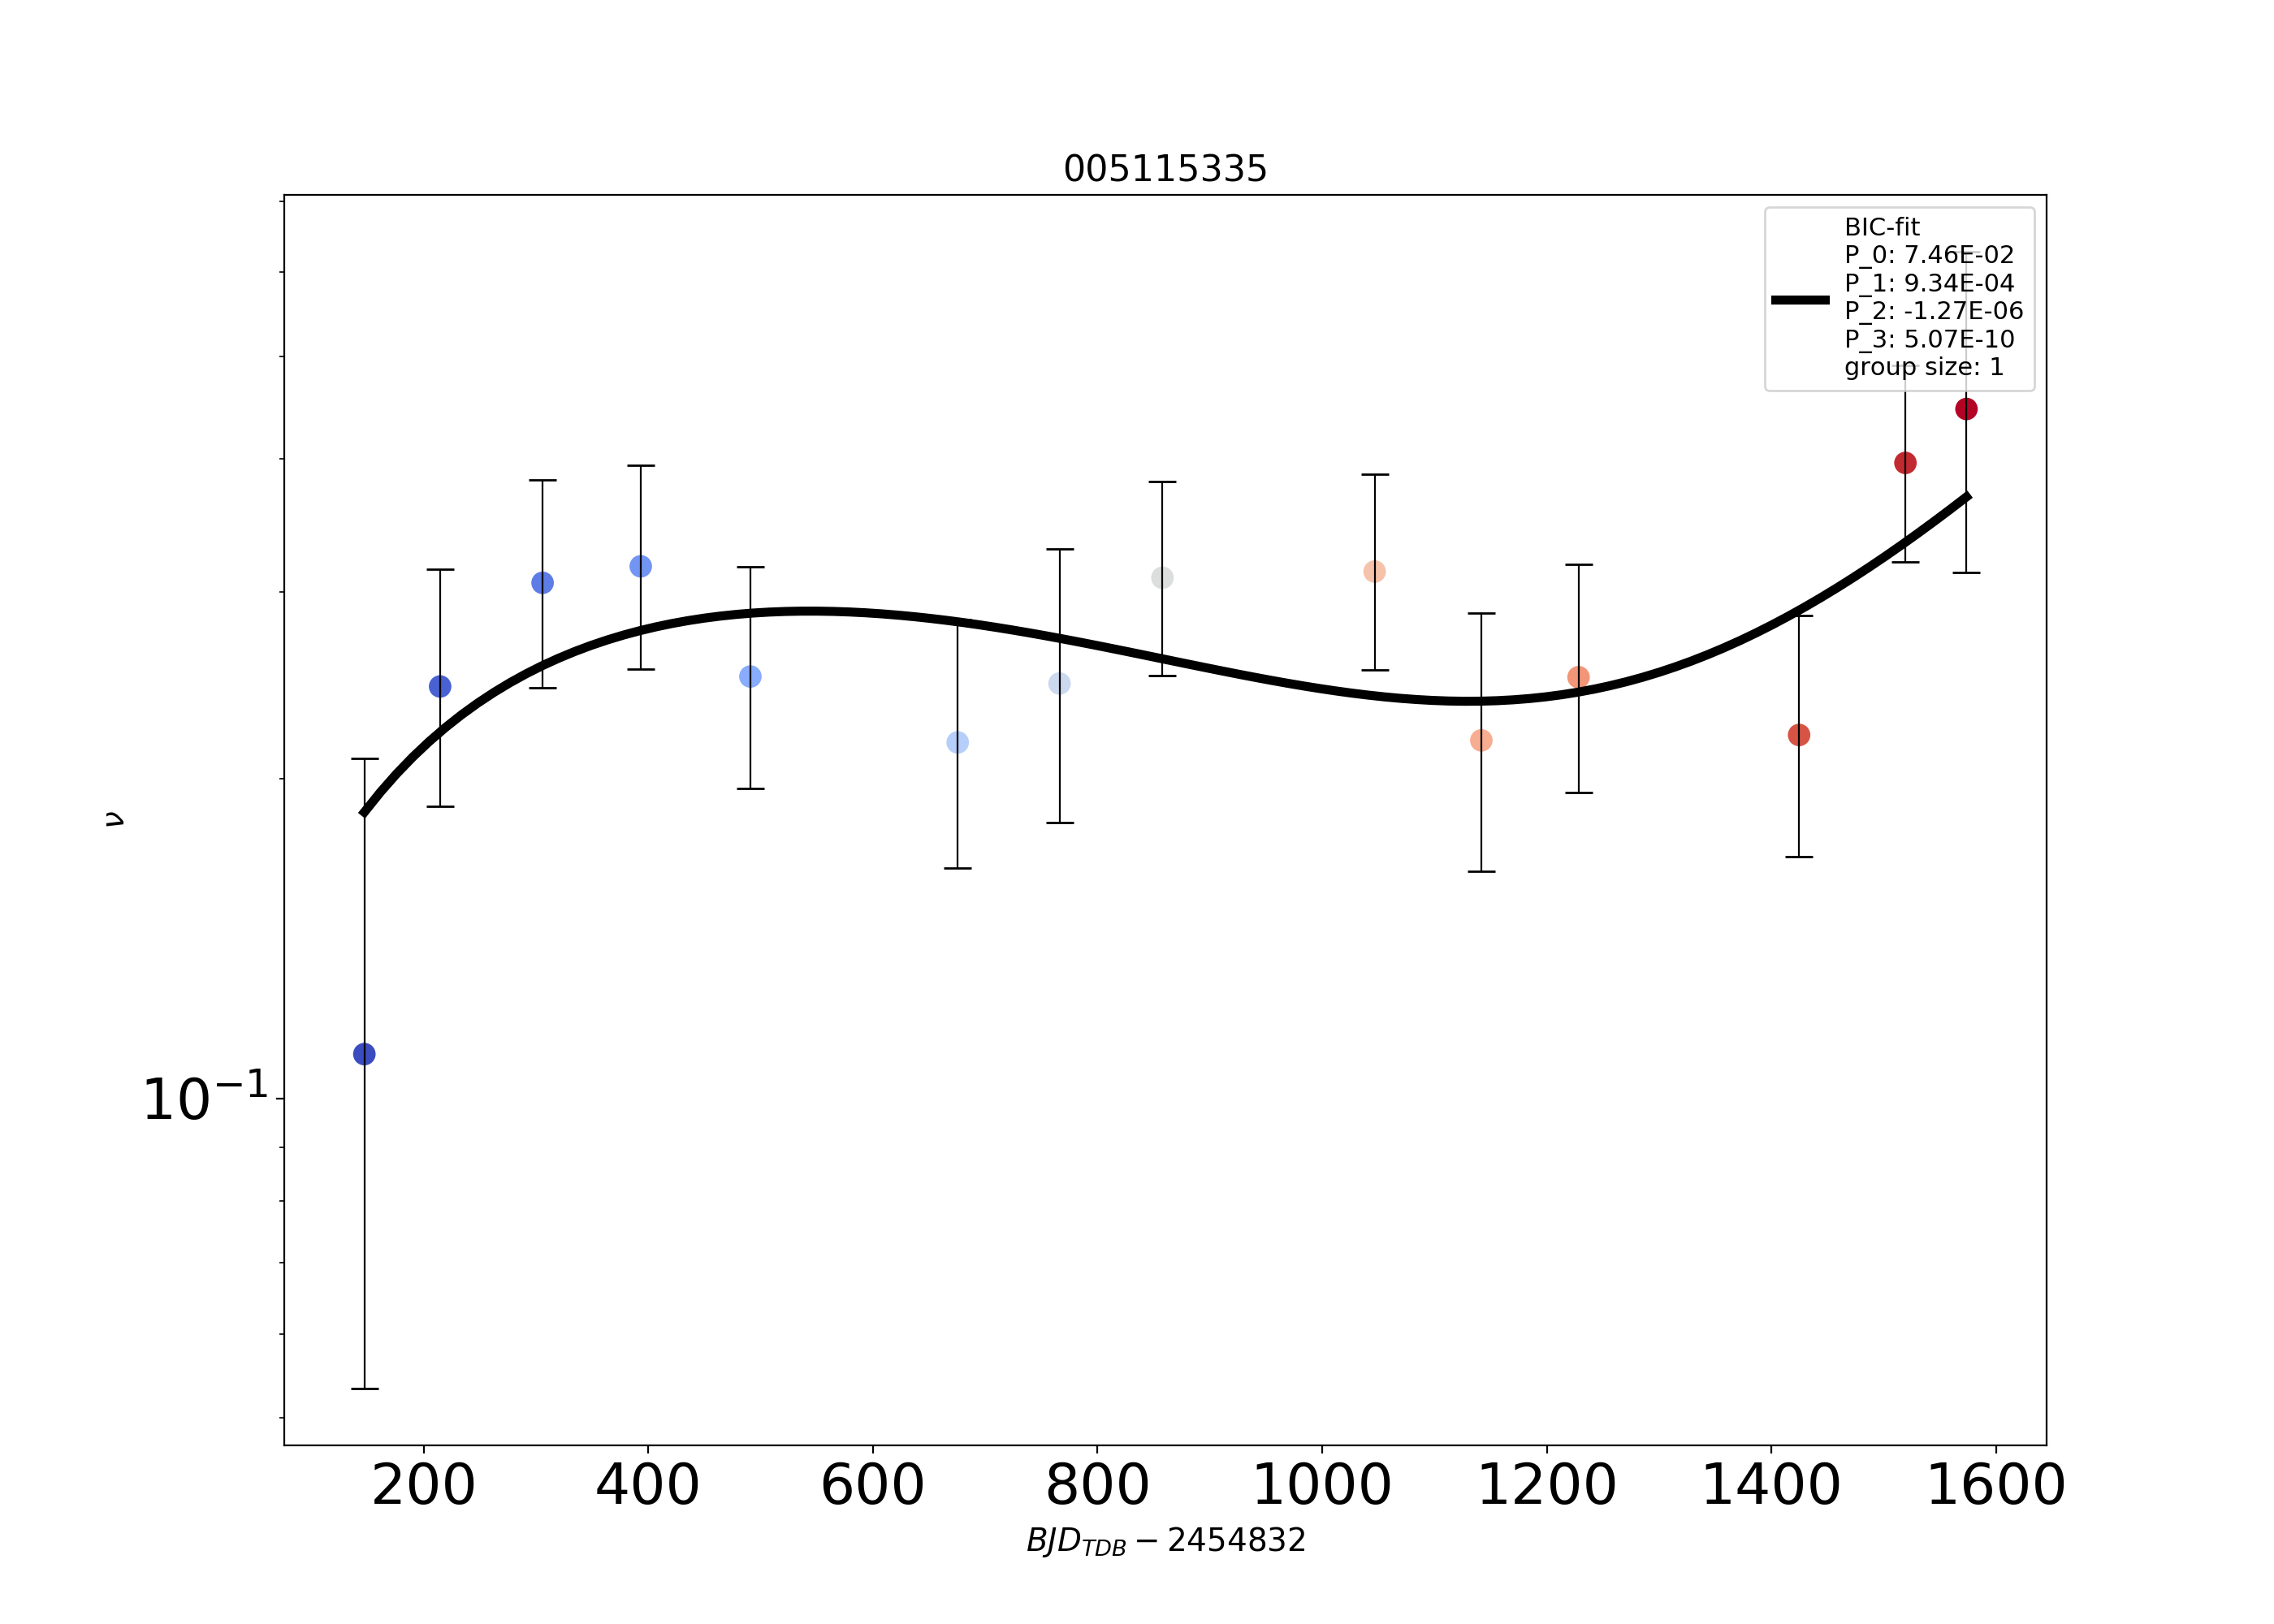 005115335
BIC-fit
P_0: 7.46E-02
P_1: 9.34E-04
P_2: -1.27E-06
P_3: 5.07E-10
group size: 1
ν
10⁻¹
200 400 600 800 1000 1200 1400 1600
BJD_TDB − 2454832